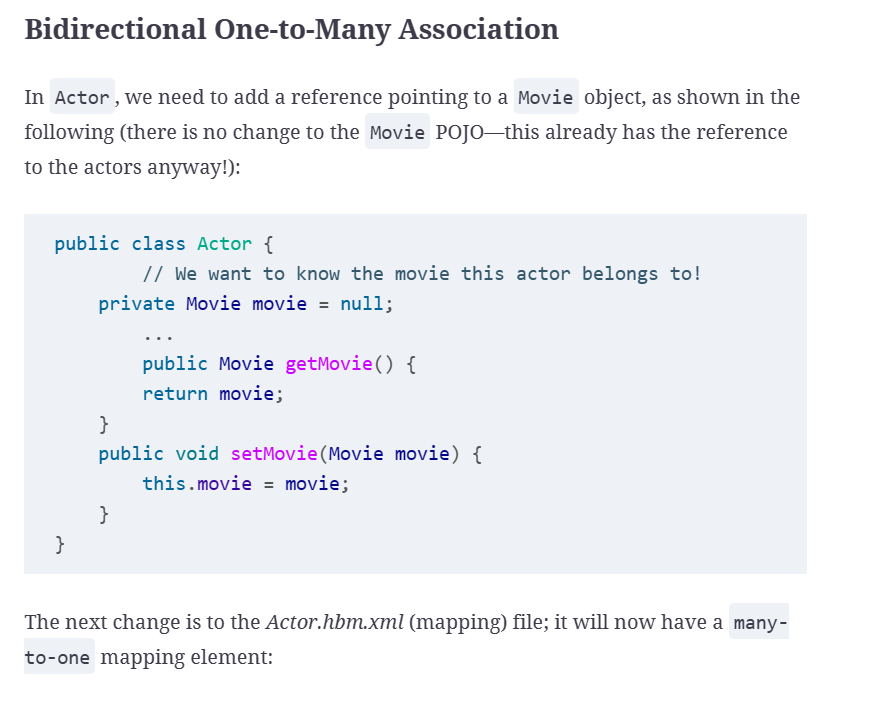 Bidirectional One-to-Many Association
In Actor, we need to add a reference pointing to a Movie object, as shown in the
following (there is no change to the Movie POJO—this already has the reference
to the actors anyway!):
public class Actor {
        // We want to know the movie this actor belongs to!
    private Movie movie = null;
        ...
        public Movie getMovie() {
        return movie;
    }
    public void setMovie(Movie movie) {
        this.movie = movie;
    }
}
The next change is to the Actor.hbm.xml (mapping) file; it will now have a many-
to-one mapping element: